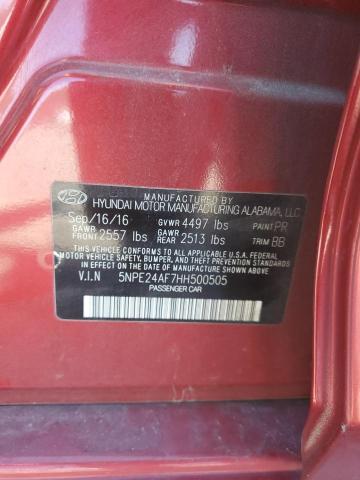 MANUFACTURED BY
HYUNDAI MOTOR MANUFACTURING ALABAMA, LLC
Sep/16/16 GVWR 4497 lbs PAINT PR
GAWR FRONT 2557 lbs GAWR REAR 2513 lbs TRIM BB
THIS VEHICLE CONFORMS TO ALL APPLICABLE U.S. FEDERAL
MOTOR VEHICLE SAFETY, BUMPER, AND THEFT PREVENTION STANDARDS
IN EFFECT ON THE DATE OF MANUFACTURE SHOWN ABOVE.
V.I.N 5NPE24AF7HH500505
PASSENGER CAR